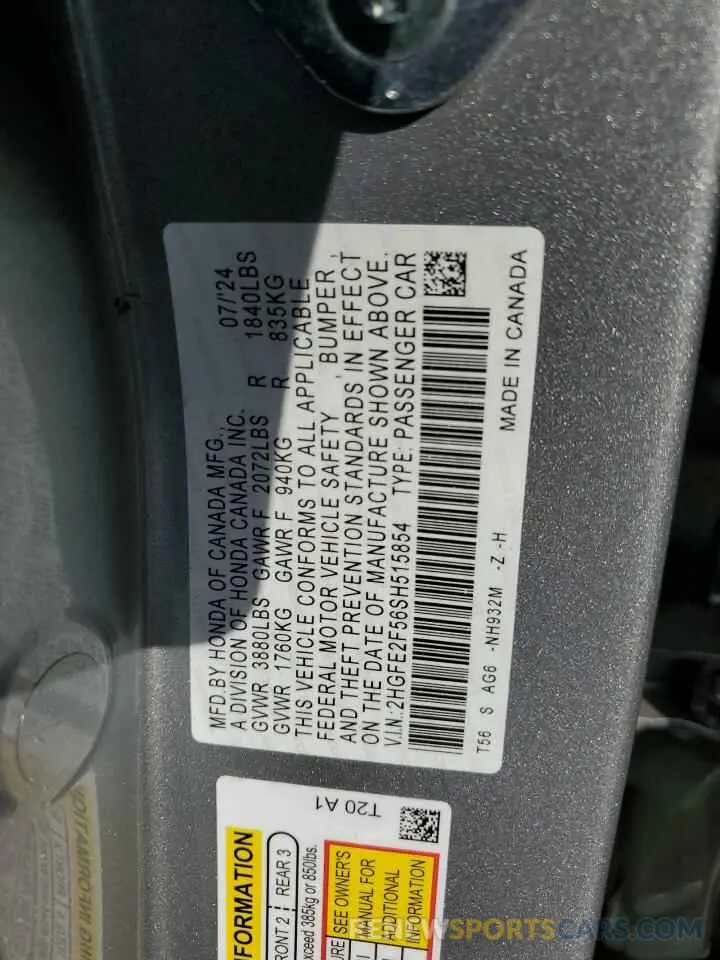 MFD.BY HONDA OF CANADA MFG., 07/'24
A DIVISION OF HONDA CANADA INC.
GVWR 3880LBS GAWR F 2072LBS R 1840LBS
GVWR 1760KG GAWR F 940KG R 835KG
THIS VEHICLE CONFORMS TO ALL APPLICABLE
FEDERAL MOTOR VEHICLE SAFETY, BUMPER,
AND THEFT PREVENTION STANDARDS IN EFFECT
ON THE DATE OF MANUFACTURE SHOWN ABOVE.
V.I.N.:2HGFE2F56SH515854 TYPE: PASSENGER CAR
T56 S AG6 -NH932M -Z -H
MADE IN CANADA
T20 A1
INFORMATION
FRONT 2 REAR 3
exceed 385kg or 850lbs.
SEE OWNER'S
MANUAL FOR
ADDITIONAL
INFORMATION
RENEWSPORTSCARS.COM